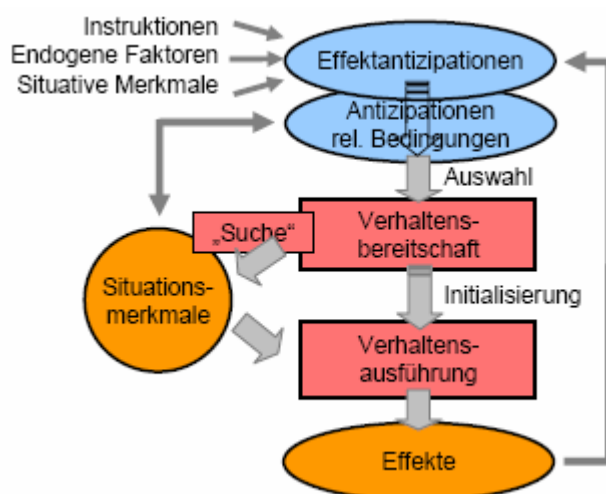 Instruktionen
Endogene Faktoren
Situative Merkmale
Effektantizipationen
Antizipationen
rel. Bedingungen
Auswahl
„Suche“
Verhaltens-
bereitschaft
Situations-
merkmale
Initialisierung
Verhaltens-
ausführung
Effekte